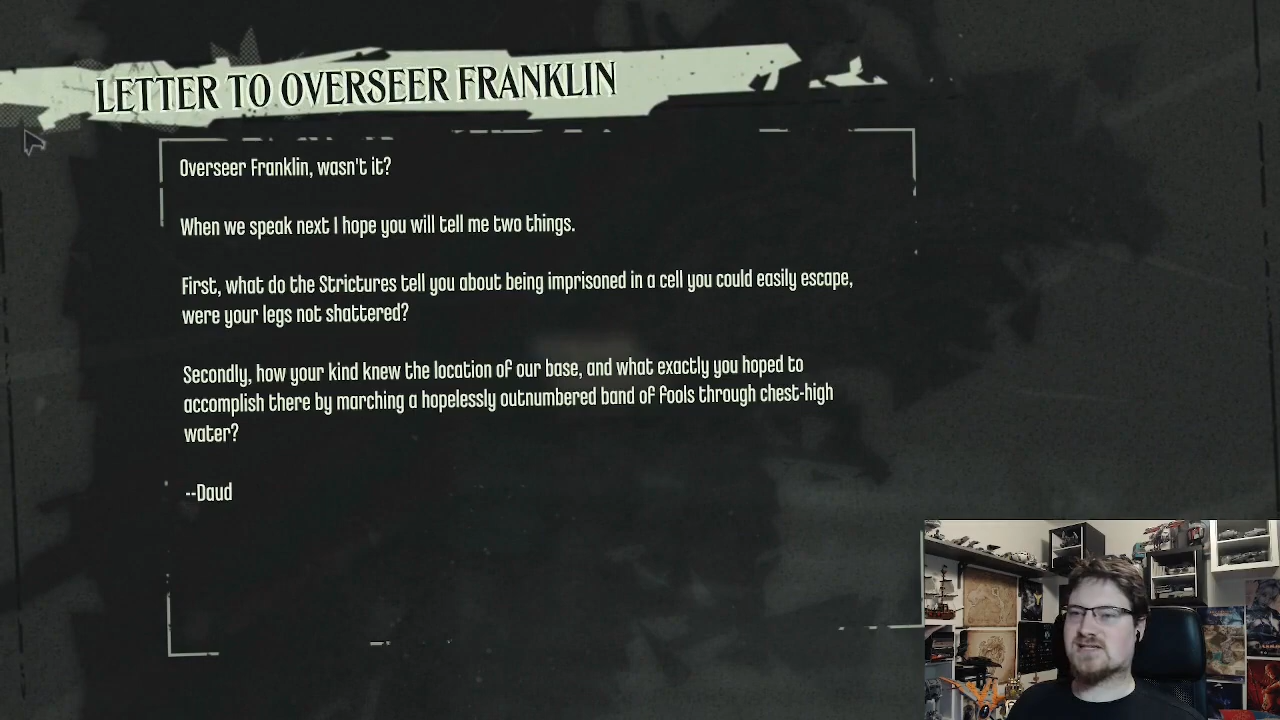 LETTER TO OVERSEER FRANKLIN
Overseer Franklin, wasn't it?
When we speak next I hope you will tell me two things.
First, what do the Strictures tell you about being imprisoned in a cell you could easily escape,
were your legs not shattered?
Secondly, how your kind knew the location of our base, and what exactly you hoped to
accomplish there by marching a hopelessly outnumbered band of fools through chest-high
water?
--Daud